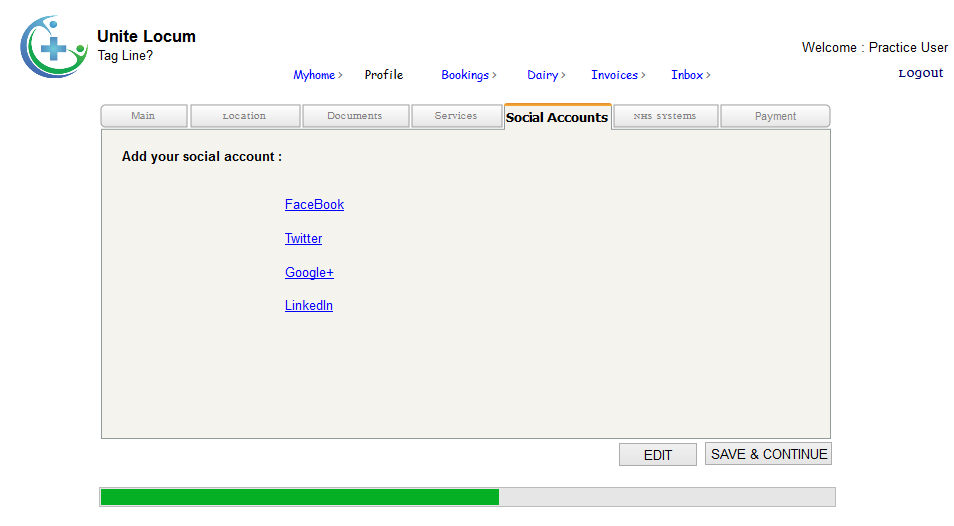 Unite Locum
Tag Line?
Welcome : Practice User
Myhome > Profile Bookings > Dairy > Invoices > Inbox >
Logout
Main Location Documents Services Social Accounts NHS Systems Payment
Add your social account :
FaceBook
Twitter
Google+
LinkedIn
EDIT SAVE & CONTINUE